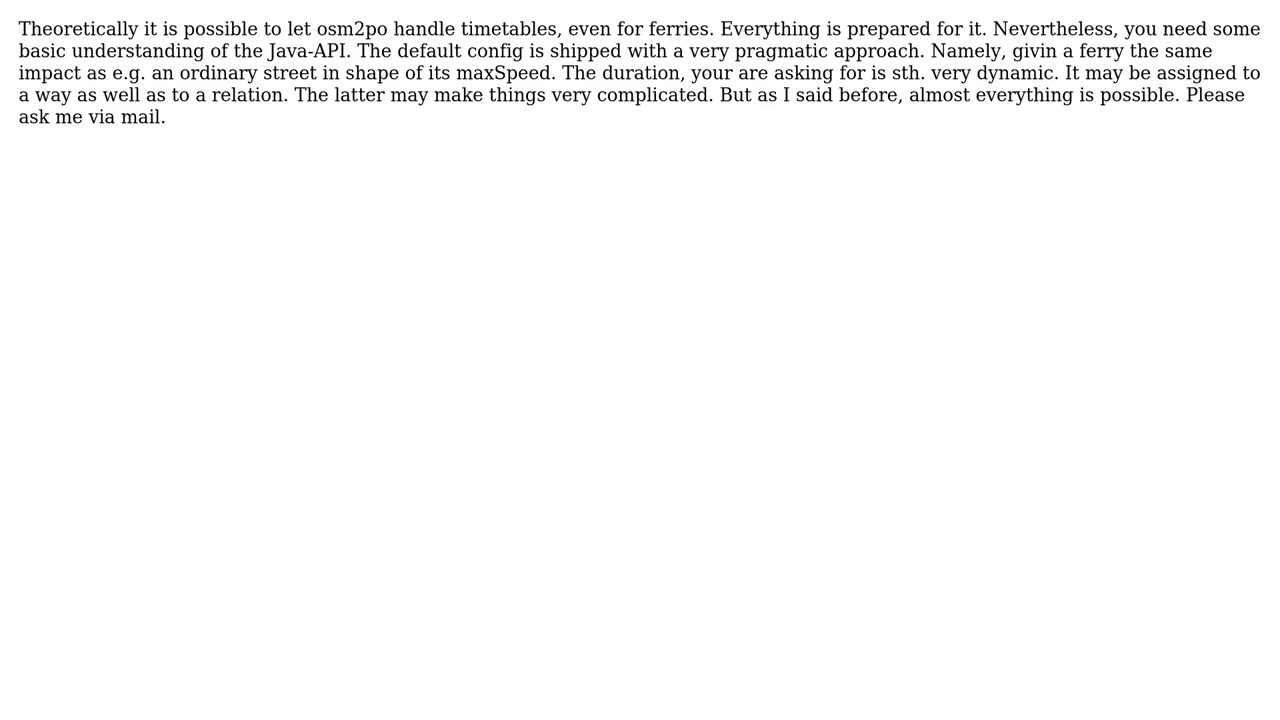 Theoretically it is possible to let osm2po handle timetables, even for ferries. Everything is prepared for it. Nevertheless, you need some
basic understanding of the Java-API. The default config is shipped with a very pragmatic approach. Namely, givin a ferry the same
impact as e.g. an ordinary street in shape of its maxSpeed. The duration, your are asking for is sth. very dynamic. It may be assigned to
a way as well as to a relation. The latter may make things very complicated. But as I said before, almost everything is possible. Please
ask me via mail.